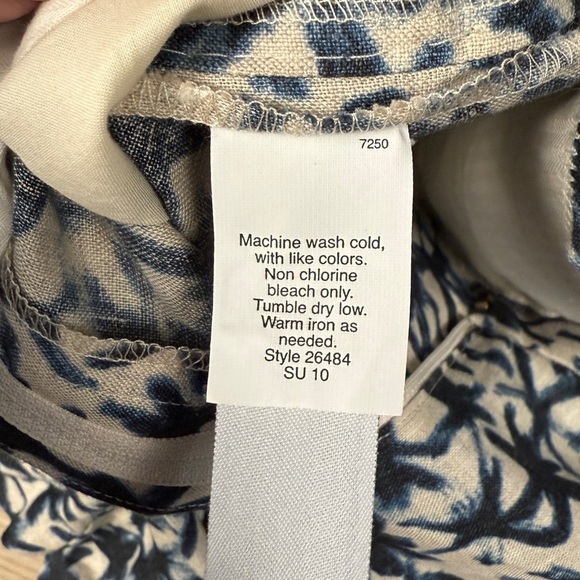 7250
Machine wash cold,
with like colors.
Non chlorine
bleach only.
Tumble dry low.
Warm iron as
needed.
Style 26484
SU 10